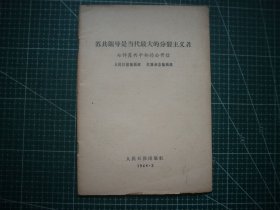 苏共领导是当代最大的分裂主义者
七评苏共中央的公开信
人民日报编辑部 红旗杂志编辑部
人民出版社
1964·2